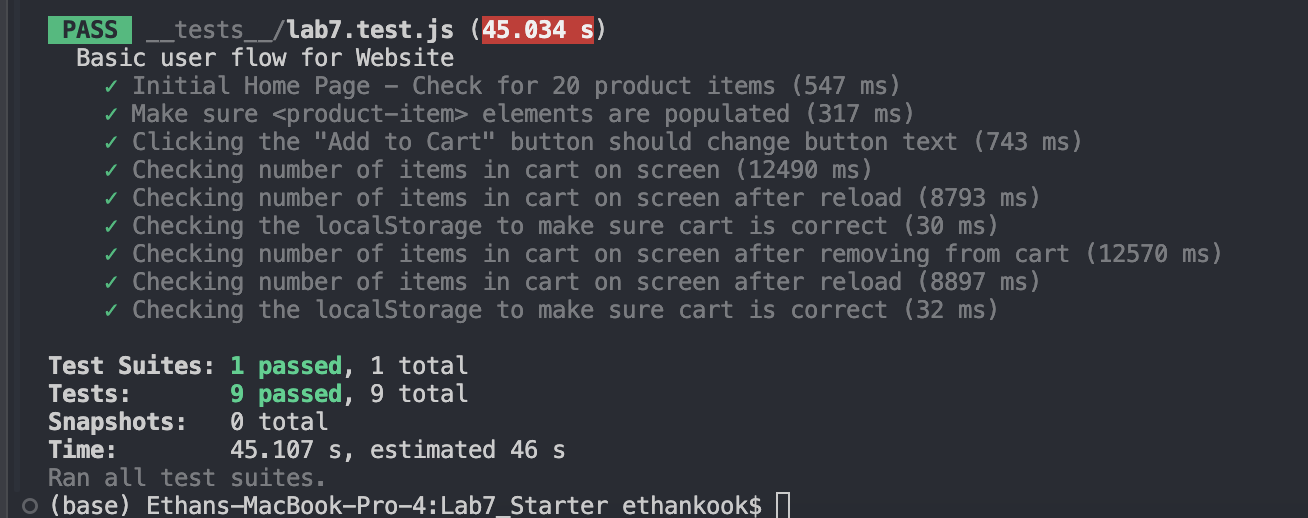 PASS __tests__/lab7.test.js (45.034 s)
Basic user flow for Website
✓ Initial Home Page – Check for 20 product items (547 ms)
✓ Make sure <product-item> elements are populated (317 ms)
✓ Clicking the "Add to Cart" button should change button text (743 ms)
✓ Checking number of items in cart on screen (12490 ms)
✓ Checking number of items in cart on screen after reload (8793 ms)
✓ Checking the localStorage to make sure cart is correct (30 ms)
✓ Checking number of items in cart on screen after removing from cart (12570 ms)
✓ Checking number of items in cart on screen after reload (8897 ms)
✓ Checking the localStorage to make sure cart is correct (32 ms)
Test Suites: 1 passed, 1 total
Tests: 9 passed, 9 total
Snapshots: 0 total
Time: 45.107 s, estimated 46 s
Ran all test suites.
(base) Ethans-MacBook-Pro-4:Lab7_Starter ethankook$